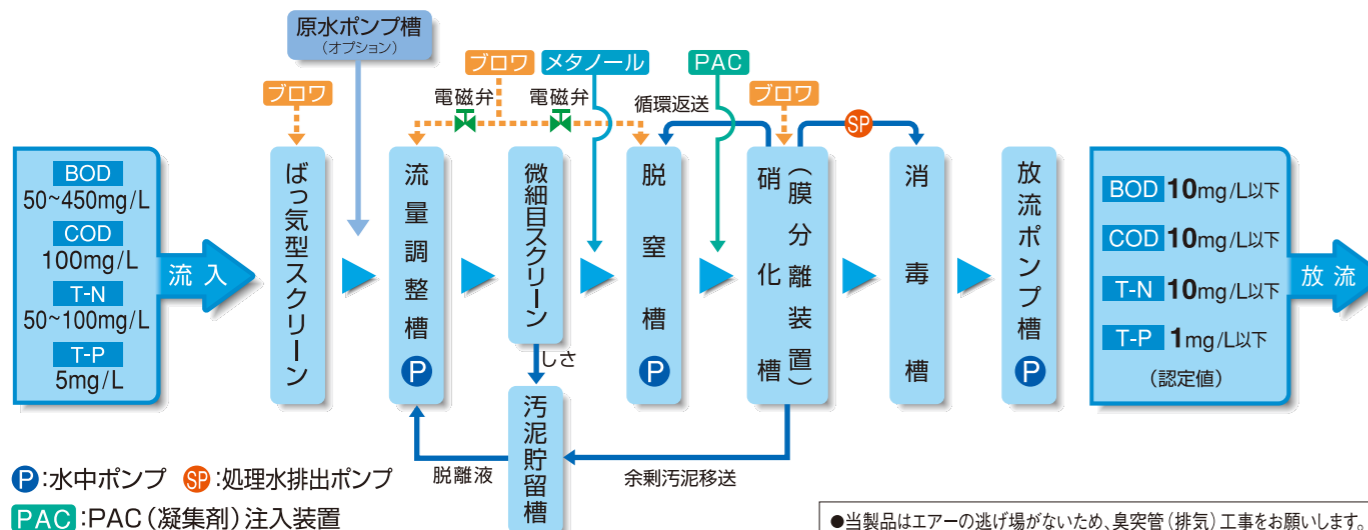 原水ポンプ槽
(オプション)
ブロワ
ブロワ
メタノール
PAC
ブロワ
電磁弁
電磁弁
循環返送
SP
BOD
50~450mg/L
COD
100mg/L
T-N
50~100mg/L
T-P
5mg/L
流入
ばっ気型スクリーン
流量調整槽
P
微細目スクリーン
脱窒槽
P
硝化槽
(膜分離装置)
消毒槽
放流ポンプ槽
P
BOD 10mg/L以下
COD 10mg/L以下
T-N 10mg/L以下
T-P 1mg/L以下
(認定値)
放流
しさ
汚泥貯留槽
脱離液
余剰汚泥移送
P:水中ポンプ SP:処理水排出ポンプ
PAC:PAC(凝集剤)注入装置
●当製品はエアーの逃げ場がないため、臭突管(排気)工事をお願いします。